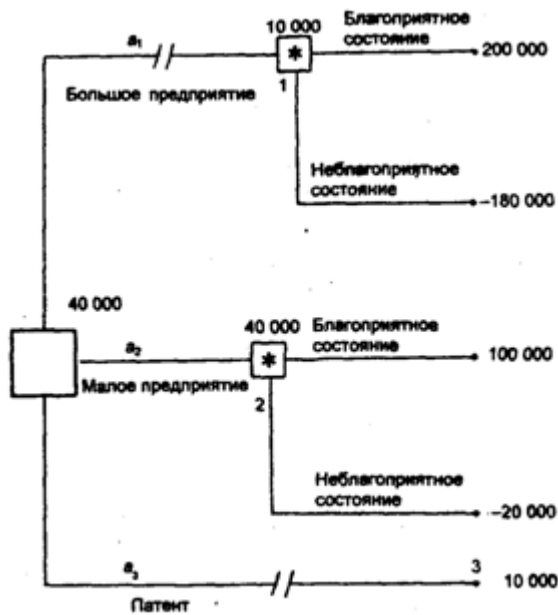 a₁
10 000
Благоприятное
состояние
200 000
*
1
Большое предприятие
Неблагоприятное
состояние
–180 000
40 000
a₂
40 000
Благоприятное
состояние
100 000
*
Малое предприятие
2
Неблагоприятное
состояние
–20 000
a₃
3
10 000
Патент